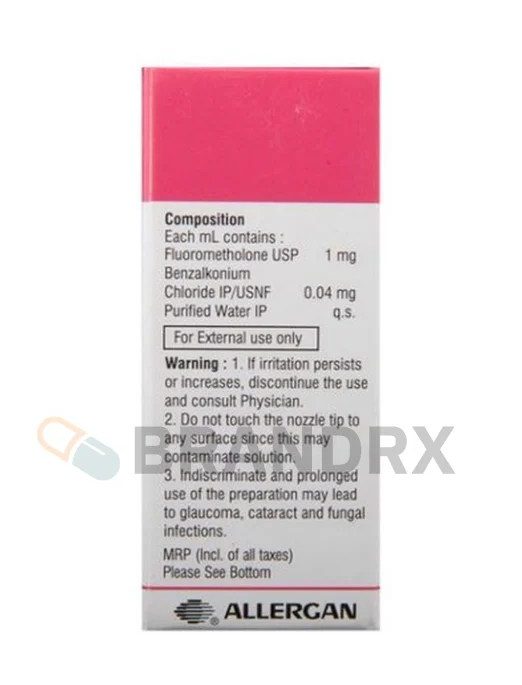 Composition
Each mL contains :
Fluorometholone USP 1 mg
Benzalkonium
Chloride IP/USNF 0.04 mg
Purified Water IP q.s.
For External use only
Warning : 1. If irritation persists
or increases, discontinue the use
and consult Physician.
2. Do not touch the nozzle tip to
any surface since this may
contaminate solution.
BRANDRX
3. Indiscriminate and prolonged
use of the preparation may lead
to glaucoma, cataract and fungal
infections.
MRP (Incl. of all taxes)
Please See Bottom
® ALLERGAN